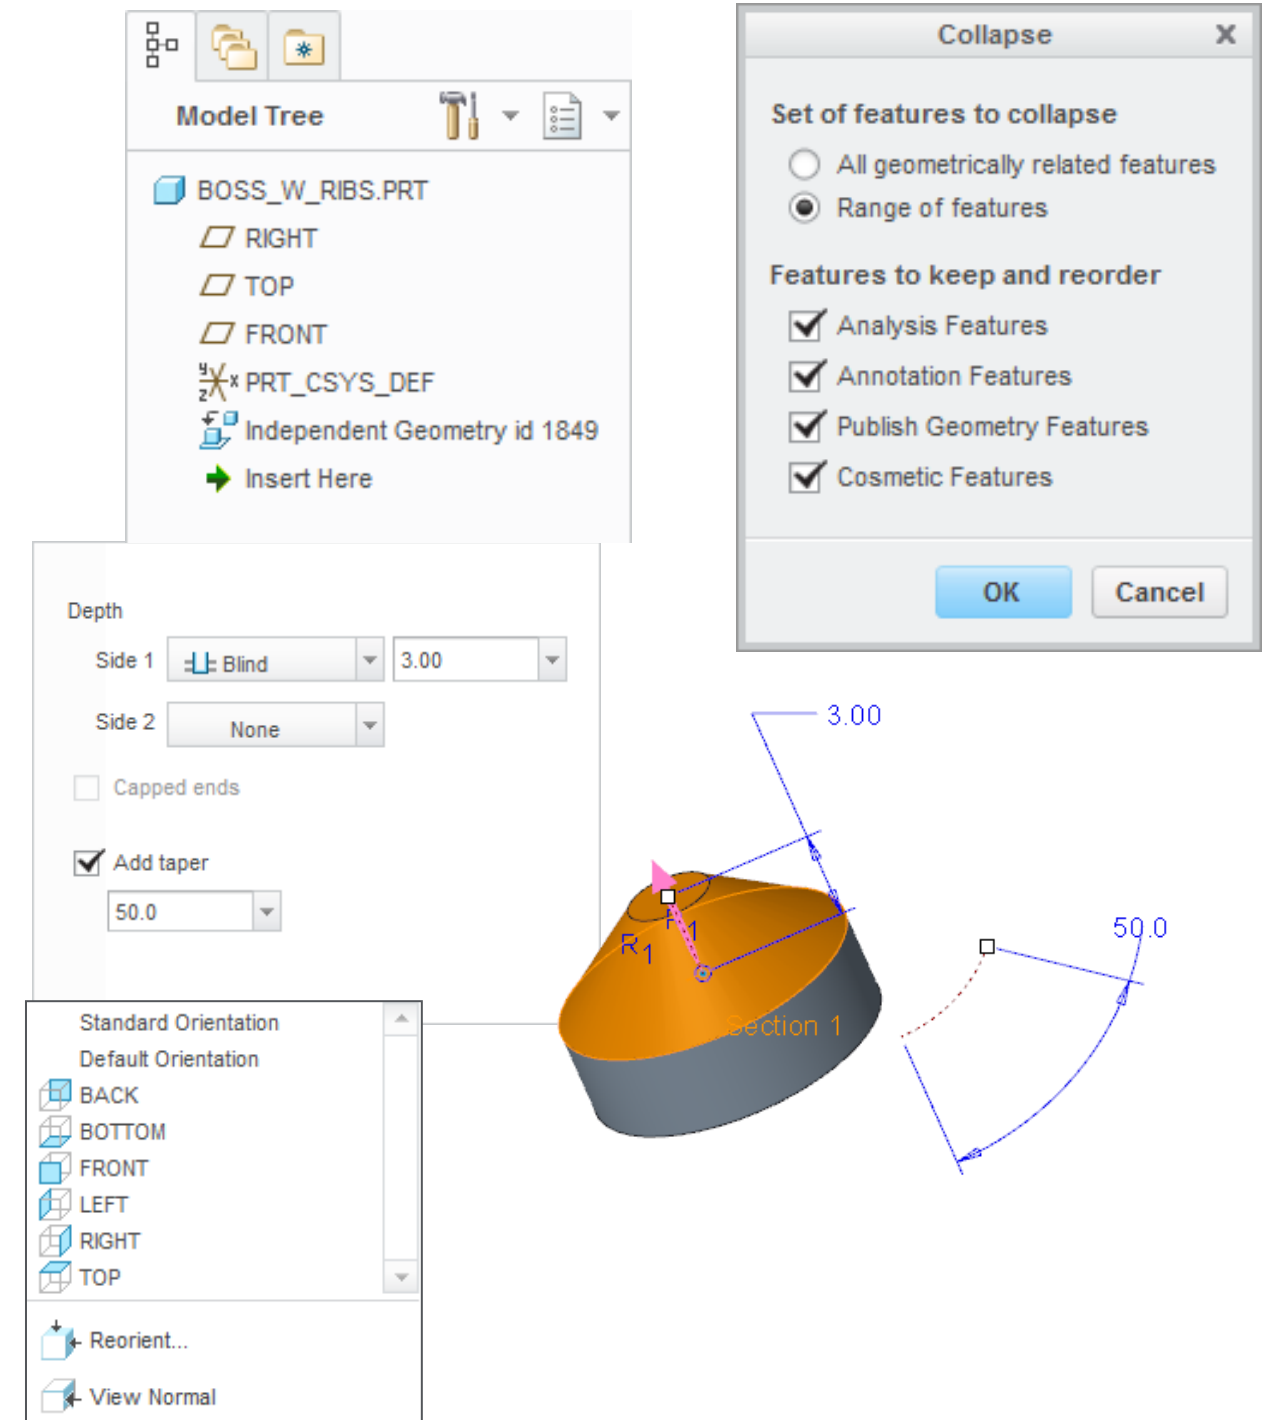 Model Tree
BOSS_W_RIBS.PRT
RIGHT
TOP
FRONT
PRT_CSYS_DEF
Independent Geometry id 1849
Insert Here
Collapse
X
Set of features to collapse
All geometrically related features
Range of features
Features to keep and reorder
Analysis Features
Annotation Features
Publish Geometry Features
Cosmetic Features
OK Cancel
Depth
Side 1 Blind 3.00
Side 2 None
Capped ends
Add taper
50.0
3.00
50.0
R1
Section 1
Standard Orientation
Default Orientation
BACK
BOTTOM
FRONT
LEFT
RIGHT
TOP
Reorient...
View Normal